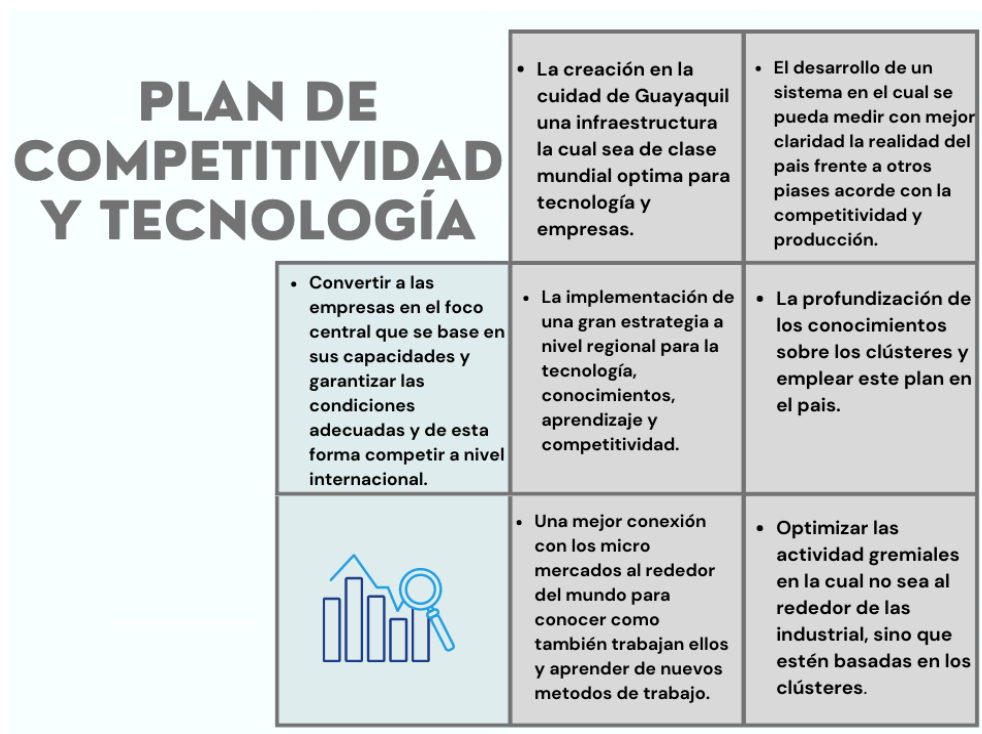 PLAN DE
COMPETITIVIDAD
Y TECNOLOGÍA
• La creación en la
cuidad de Guayaquil
una infraestructura
la cual sea de clase
mundial optima para
tecnología y
empresas.
• El desarrollo de un
sistema en el cual se
pueda medir con mejor
claridad la realidad del
pais frente a otros
piases acorde con la
competitividad y
producción.
• Convertir a las
empresas en el foco
central que se base en
sus capacidades y
garantizar las
condiciones
adecuadas y de esta
forma competir a nivel
internacional.
• La implementación de
una gran estrategia a
nivel regional para la
tecnología,
conocimientos,
aprendizaje y
competitividad.
• La profundización de
los conocimientos
sobre los clústeres y
emplear este plan en
el pais.
• Una mejor conexión
con los micro
mercados al rededor
del mundo para
conocer como
también trabajan ellos
y aprender de nuevos
metodos de trabajo.
• Optimizar las
actividad gremiales
en la cual no sea al
rededor de las
industrial, sino que
estén basadas en los
clústeres.